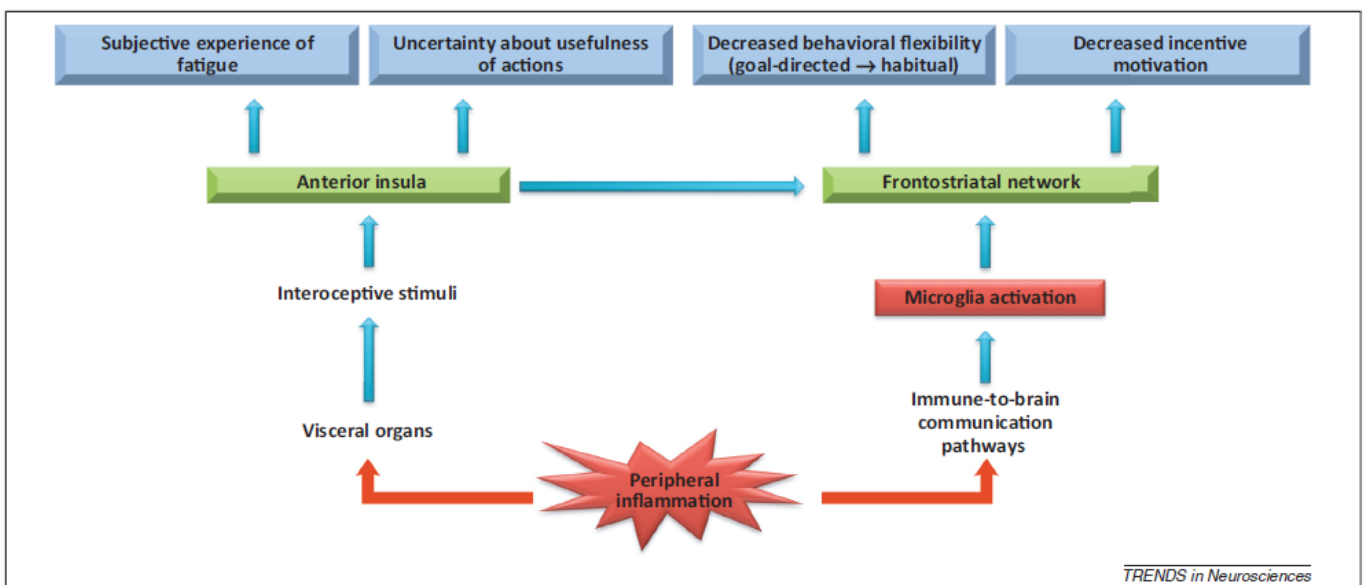 Subjective experience of
fatigue
Uncertainty about usefulness
of actions
Decreased behavioral flexibility
(goal-directed → habitual)
Decreased incentive
motivation
Anterior insula
Frontostriatal network
Interoceptive stimuli
Microglia activation
Visceral organs
Immune-to-brain
communication
pathways
Peripheral
inflammation
TRENDS in Neurosciences